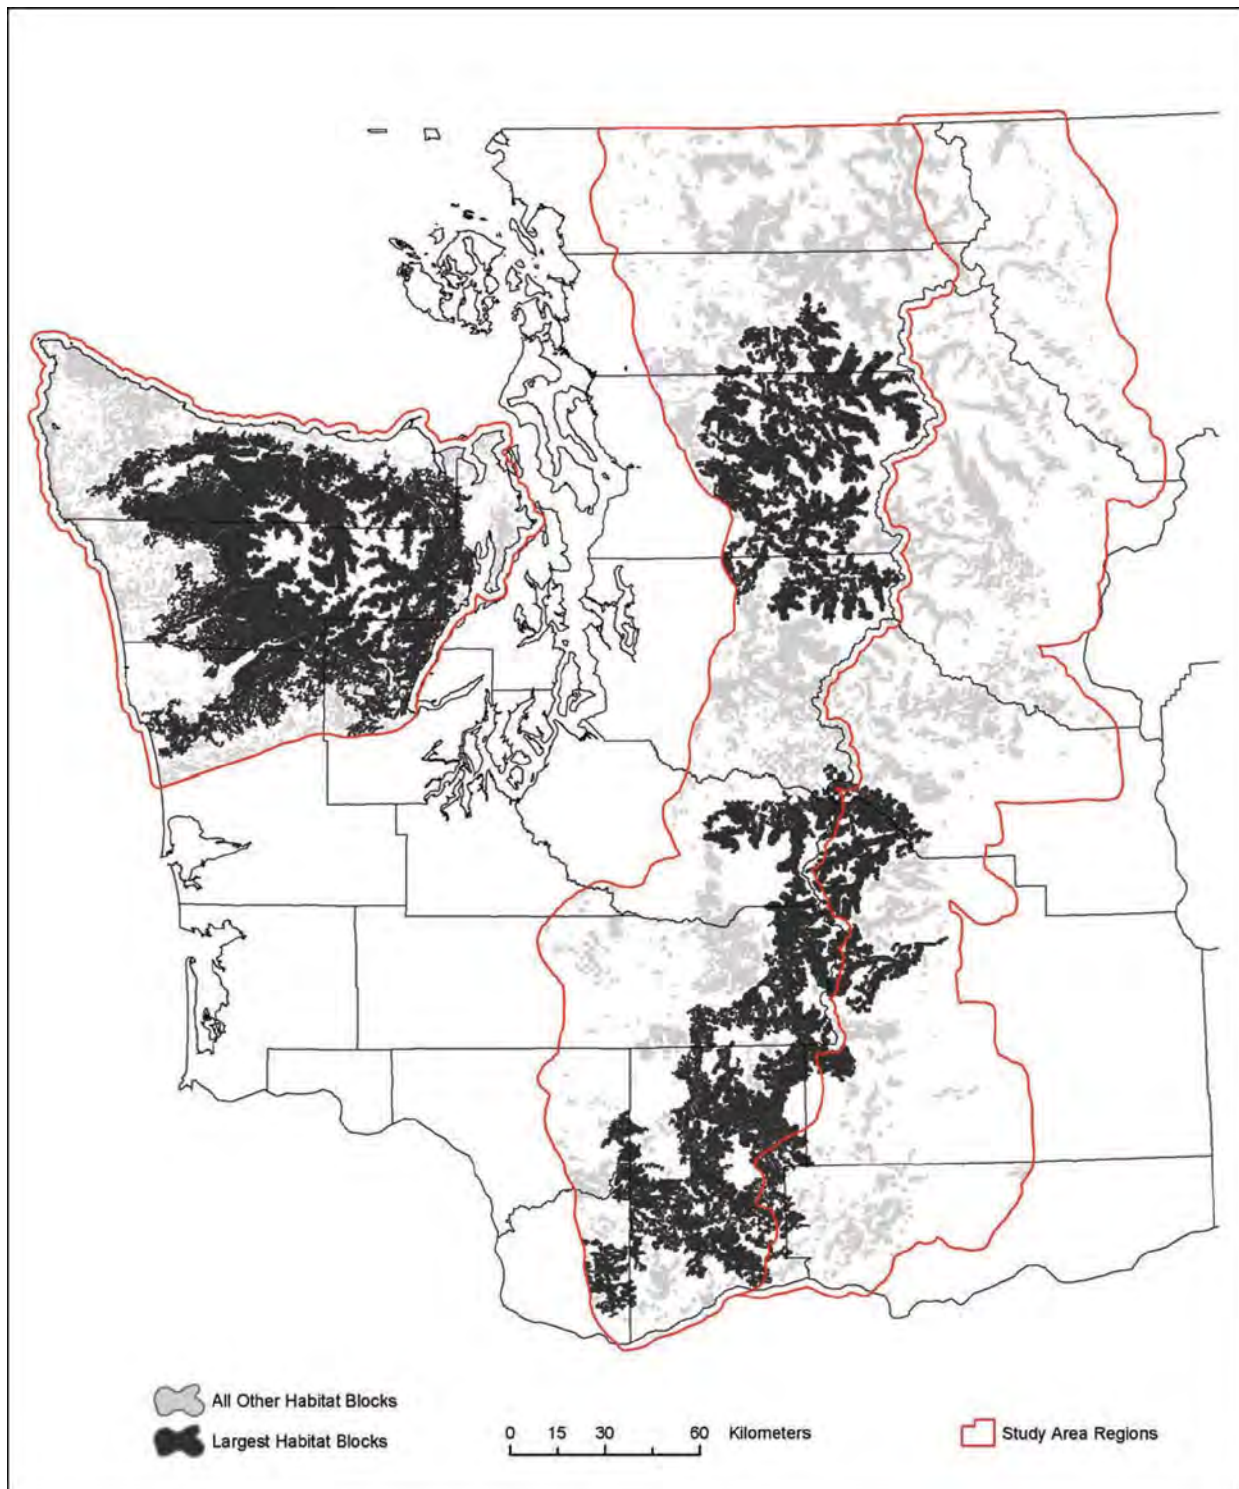 All Other Habitat Blocks
Largest Habitat Blocks
0 15 30 60 Kilometers
Study Area Regions